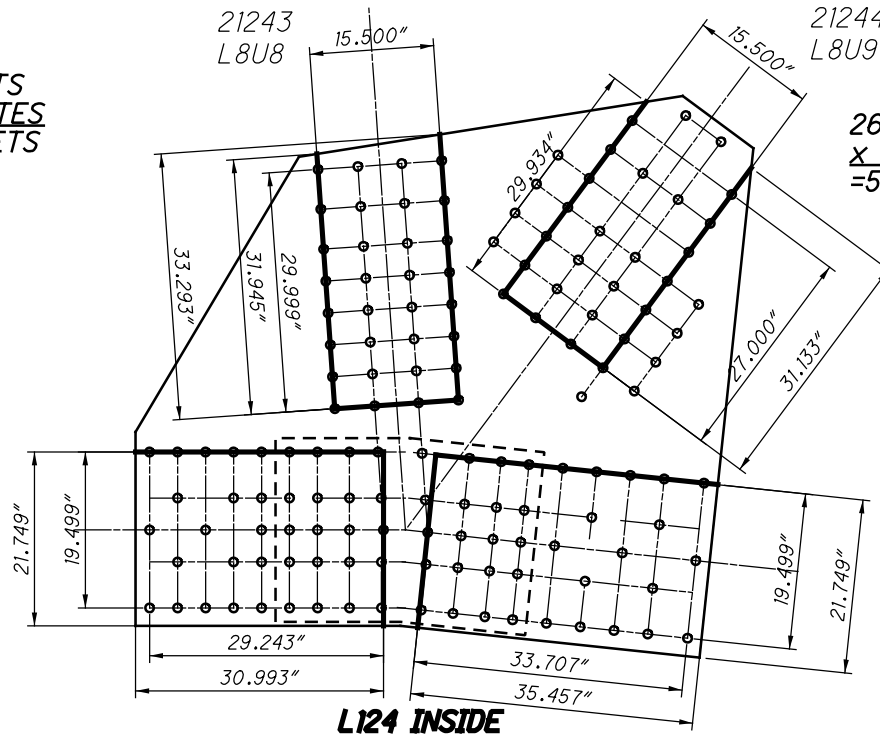 21243
L8U8
15.500"
21244
L8U9
15.500"
TS
TES
ETS
26
x
=5
29.934"
33.293"
31.945"
29.999"
27.000"
31.133"
21.749"
19.499"
19.499"
21.749"
29.243"
30.993"
33.707"
35.457"
L124 INSIDE